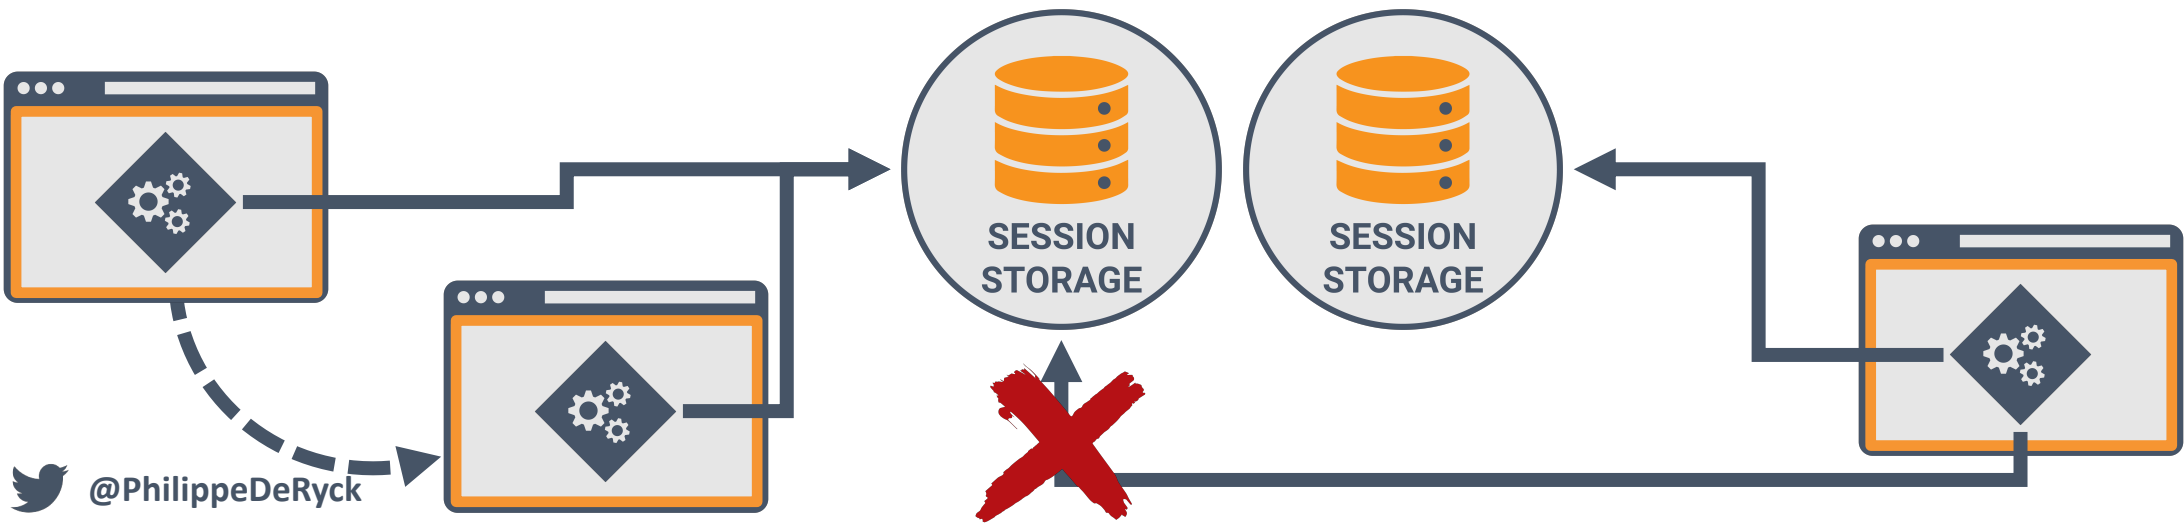 SESSION
STORAGE
SESSION
STORAGE
@PhilippeDeRyck